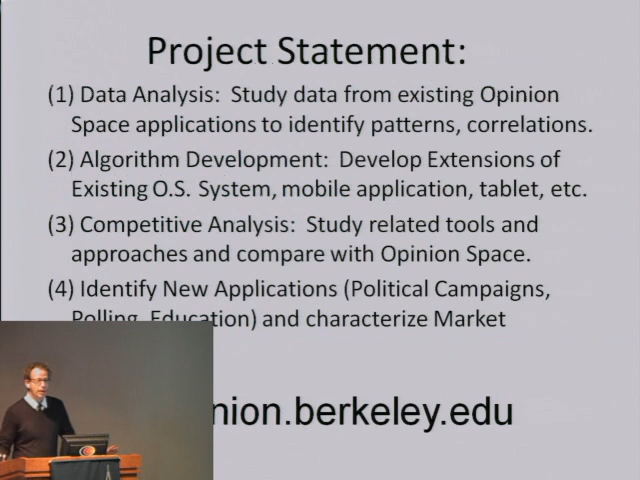 Project Statement:
(1) Data Analysis: Study data from existing Opinion
Space applications to identify patterns, correlations.
(2) Algorithm Development: Develop Extensions of
Existing O.S. System, mobile application, tablet, etc.
(3) Competitive Analysis: Study related tools and
approaches and compare with Opinion Space.
(4) Identify New Applications (Political Campaigns,
Polling, Education) and characterize Market
nion.berkeley.edu